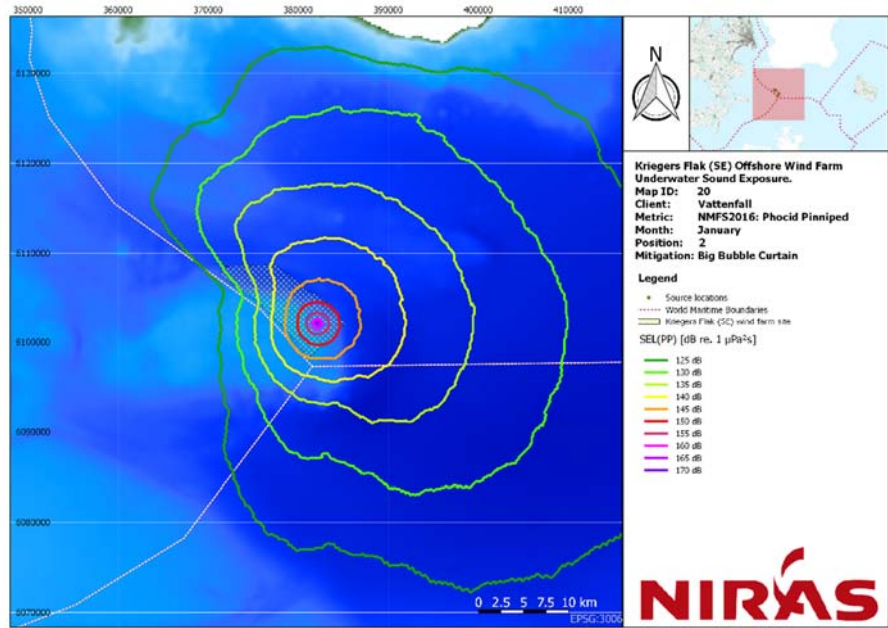 350000 360000 370000 380000 390000 400000 410000
6130000
6120000
6110000
6100000
6090000
6080000
6070000
0 2.5 5 7.5 10 km
EPSG:3006
N
Kriegers Flak (SE) Offshore Wind Farm
Underwater Sound Exposure.
Map ID: 20
Client: Vattenfall
Metric: NMFS2016: Phocid Pinniped
Month: January
Position: 2
Mitigation: Big Bubble Curtain
Legend
Source locations
World Maritime Boundaries
Kriegers Flak (SE) wind farm site
SEL(PP) [dB re. 1 µPa²s]
125 dB
130 dB
135 dB
140 dB
145 dB
150 dB
155 dB
160 dB
165 dB
170 dB
NIRAS